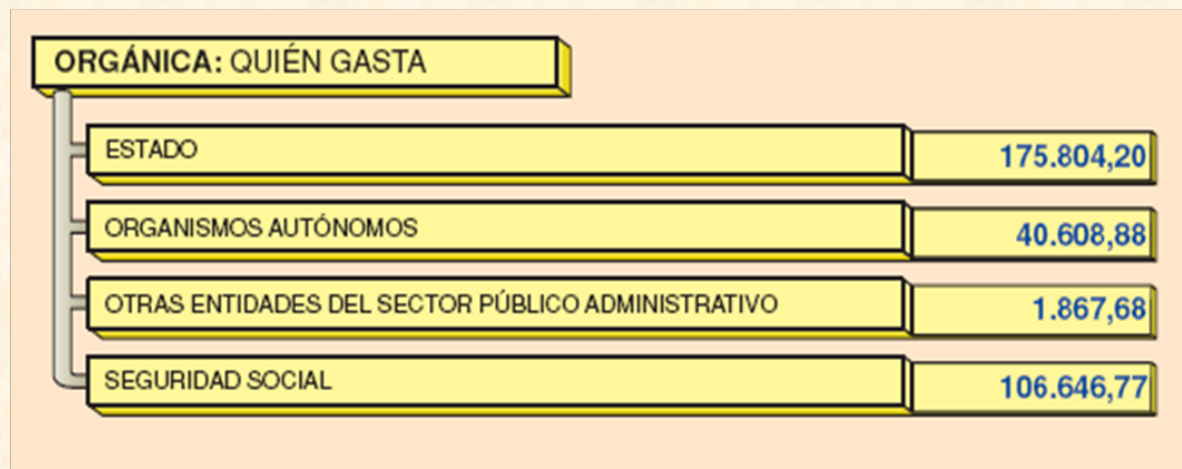 ORGÁNICA: QUIÉN GASTA
ESTADO 175.804,20
ORGANISMOS AUTÓNOMOS 40.608,88
OTRAS ENTIDADES DEL SECTOR PÚBLICO ADMINISTRATIVO 1.867,68
SEGURIDAD SOCIAL 106.646,77